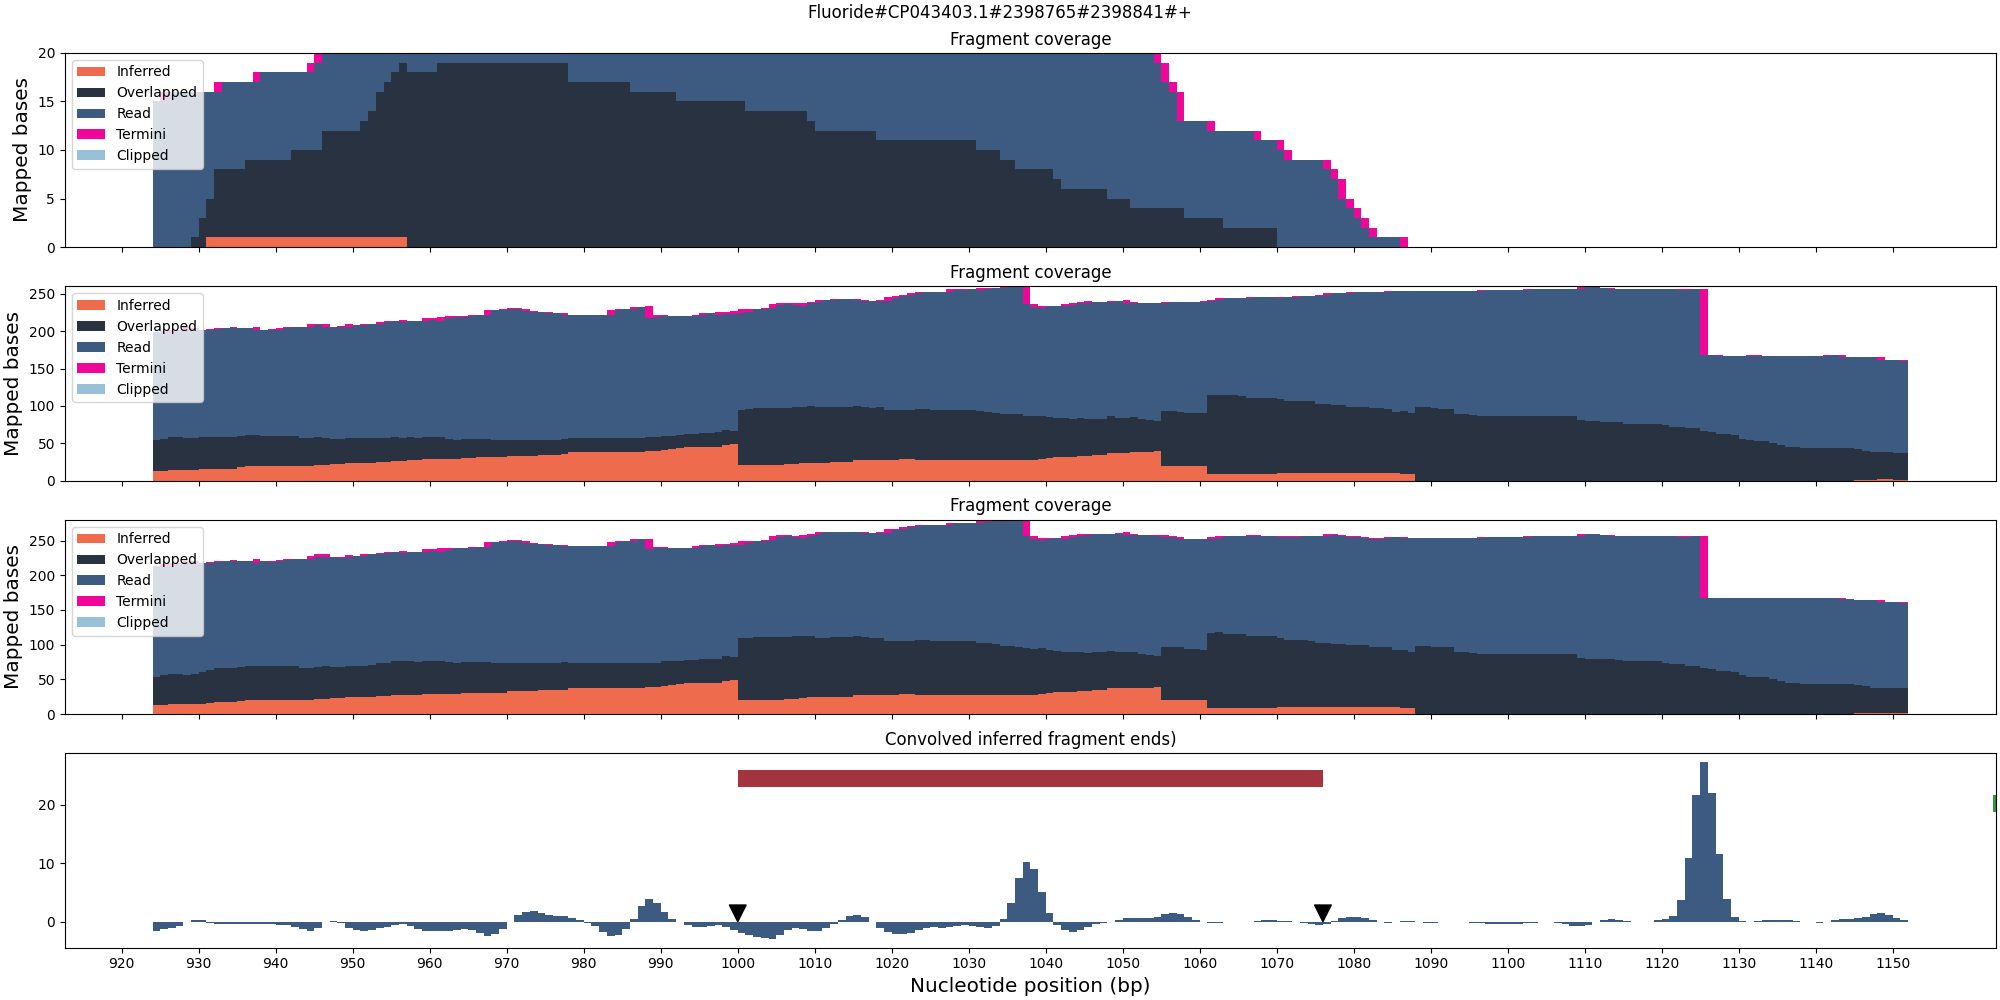 Fluoride#CP043403.1#2398765#2398841#+
Fragment coverage
Mapped bases
20
15
10
5
0
Inferred
Overlapped
Read
Termini
Clipped
Fragment coverage
Mapped bases
250
200
150
100
50
0
Inferred
Overlapped
Read
Termini
Clipped
Fragment coverage
Mapped bases
250
200
150
100
50
0
Inferred
Overlapped
Read
Termini
Clipped
Convolved inferred fragment ends)
20
10
0
920 930 940 950 960 970 980 990 1000 1010 1020 1030 1040 1050 1060 1070 1080 1090 1100 1110 1120 1130 1140 1150
Nucleotide position (bp)